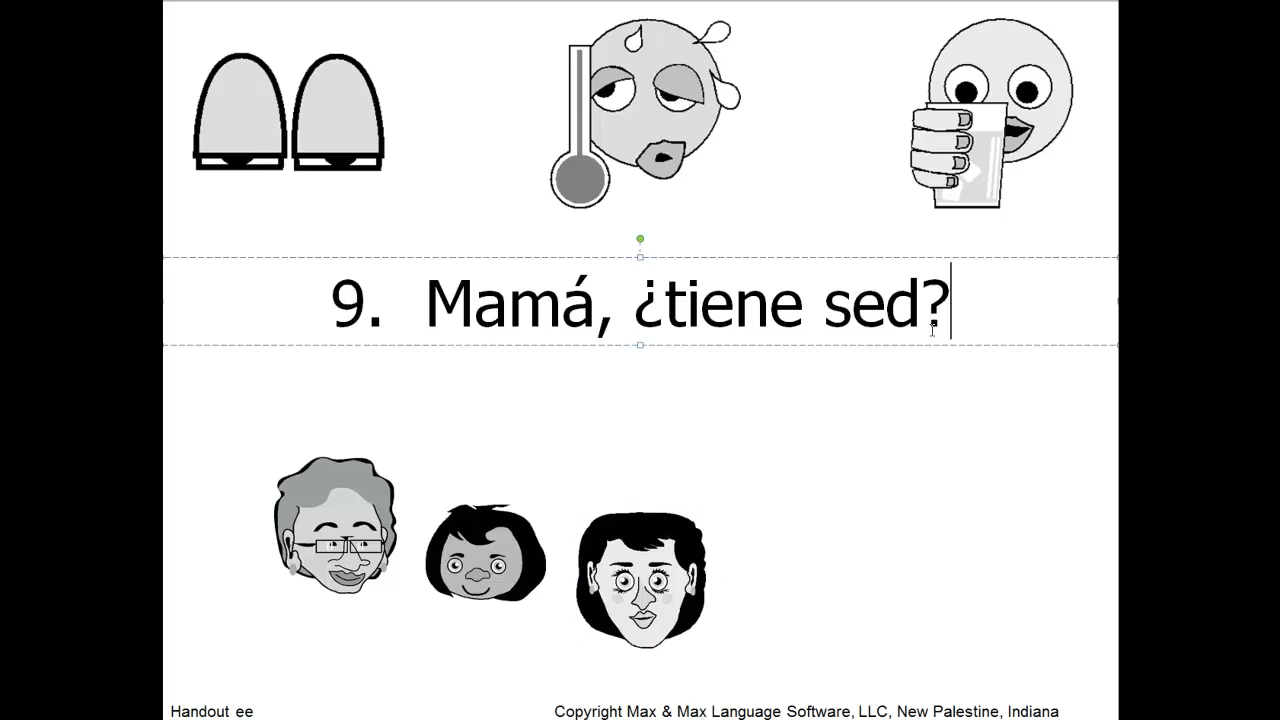 9. Mamá, ¿tiene sed?
Handout ee
Copyright Max & Max Language Software, LLC, New Palestine, Indiana